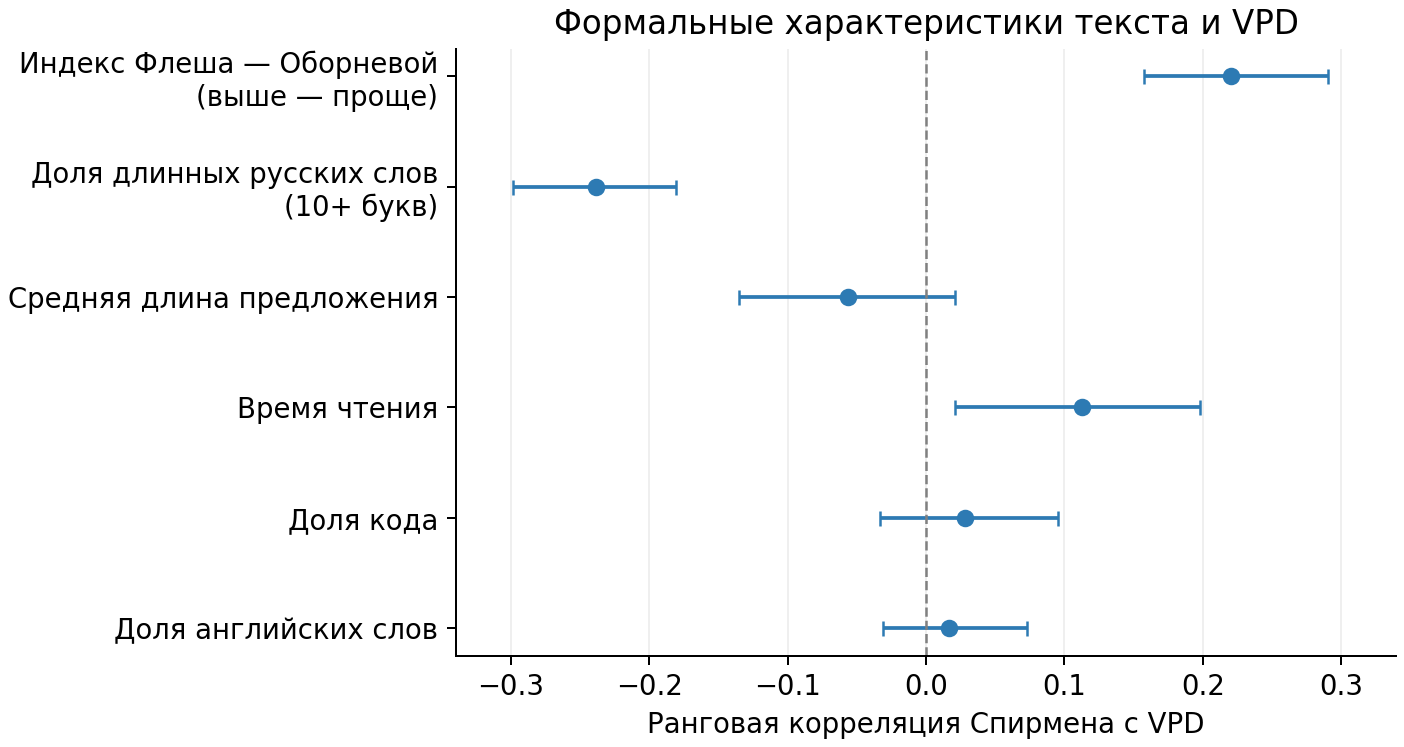 Формальные характеристики текста и VPD
Индекс Флеша — Оборневой
(выше — проще)
Доля длинных русских слов
(10+ букв)
Средняя длина предложения
Время чтения
Доля кода
Доля английских слов
−0.3 −0.2 −0.1 0.0 0.1 0.2 0.3
Ранговая корреляция Спирмена с VPD